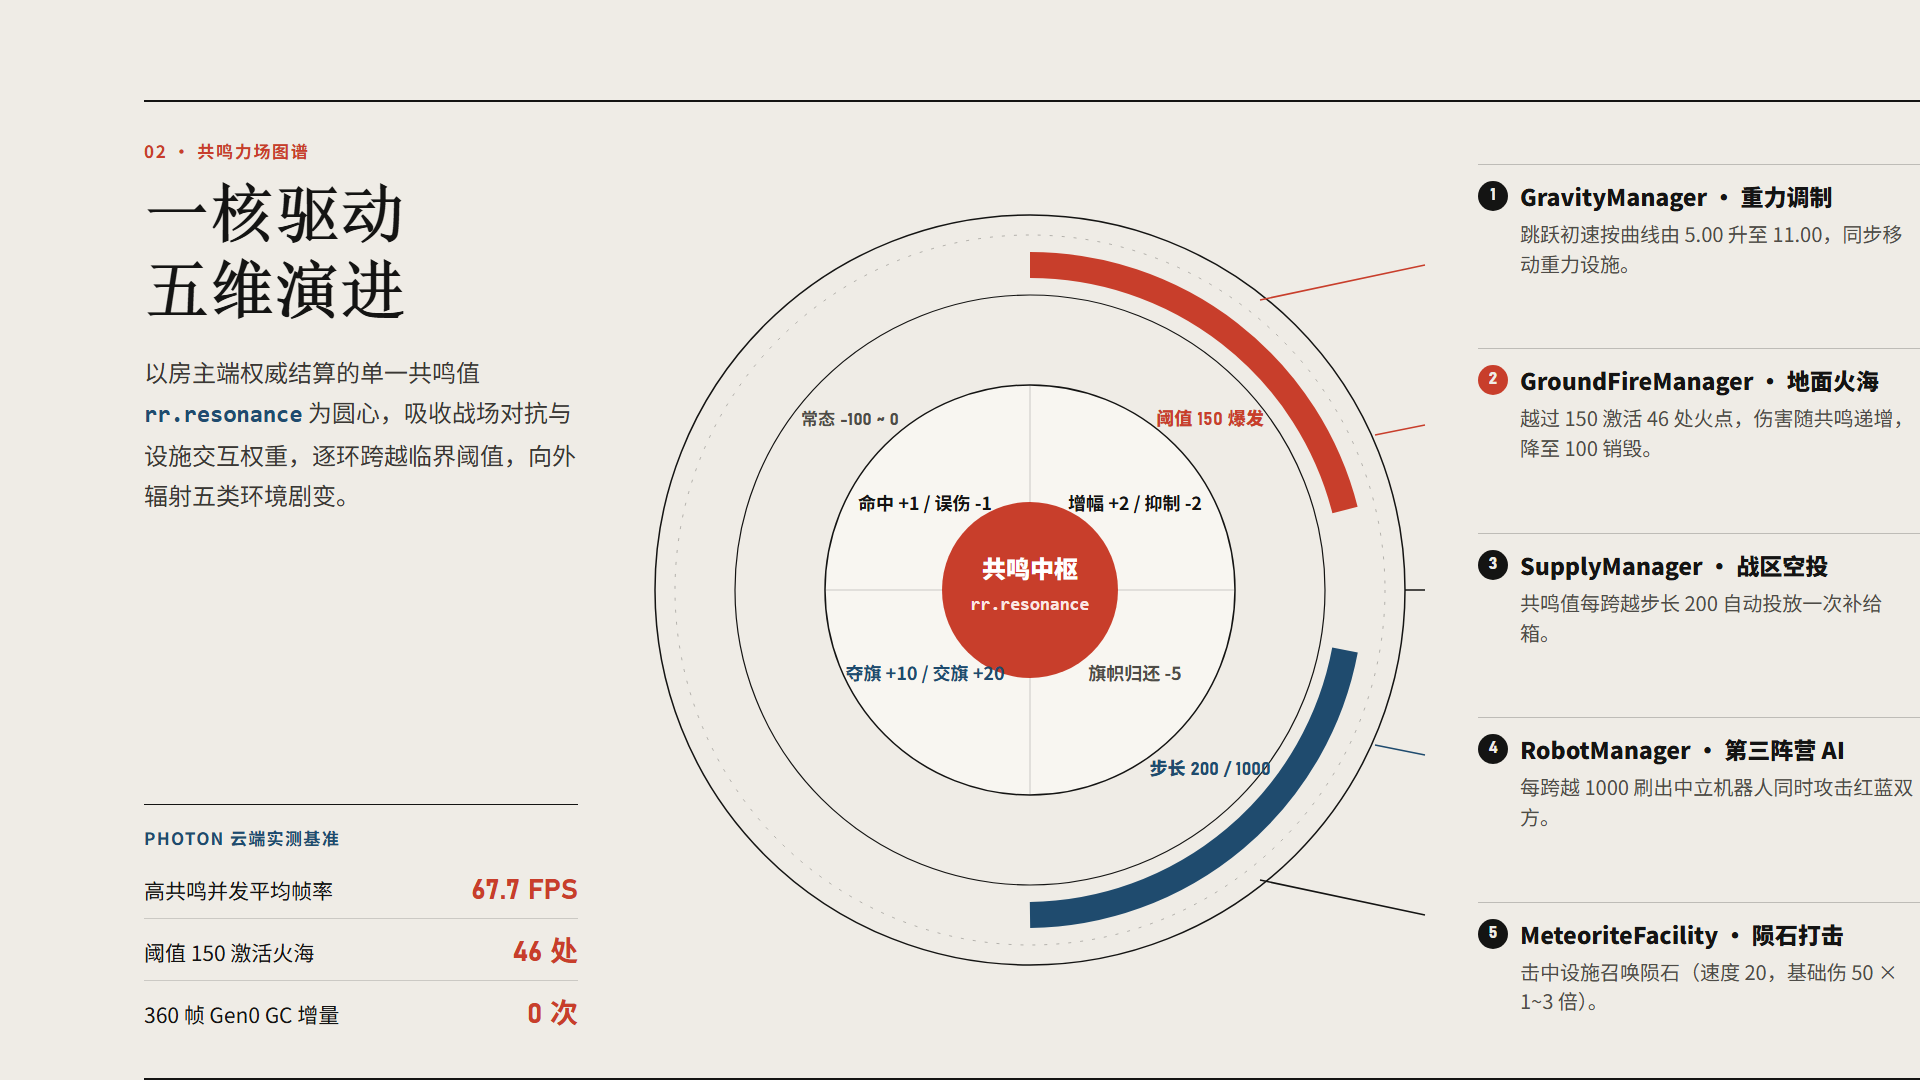 02 · 共鸣力场图谱
一核驱动
五维演进
以房主端权威结算的单一共鸣值
rr.resonance 为圆心，吸收战场对抗与
设施交互权重，逐环跨越临界阈值，向外
辐射五类环境剧变。
PHOTON 云端实测基准
高共鸣并发平均帧率 67.7 FPS
阈值 150 激活火海 46 处
360 帧 Gen0 GC 增量 0 次
常态 -100 ~ 0
阈值 150 爆发
命中 +1 / 误伤 -1
增幅 +2 / 抑制 -2
共鸣中枢
rr.resonance
夺旗 +10 / 交旗 +20
旗帜归还 -5
步长 200 / 1000
1 GravityManager · 重力调制
跳跃初速按曲线由 5.00 升至 11.00，同步移
动重力设施。
2 GroundFireManager · 地面火海
越过 150 激活 46 处火点，伤害随共鸣递增，
降至 100 销毁。
3 SupplyManager · 战区空投
共鸣值每跨越步长 200 自动投放一次补给
箱。
4 RobotManager · 第三阵营 AI
每跨越 1000 刷出中立机器人同时攻击红蓝双
方。
5 MeteoriteFacility · 陨石打击
击中设施召唤陨石（速度 20，基础伤 50 ×
1~3 倍）。